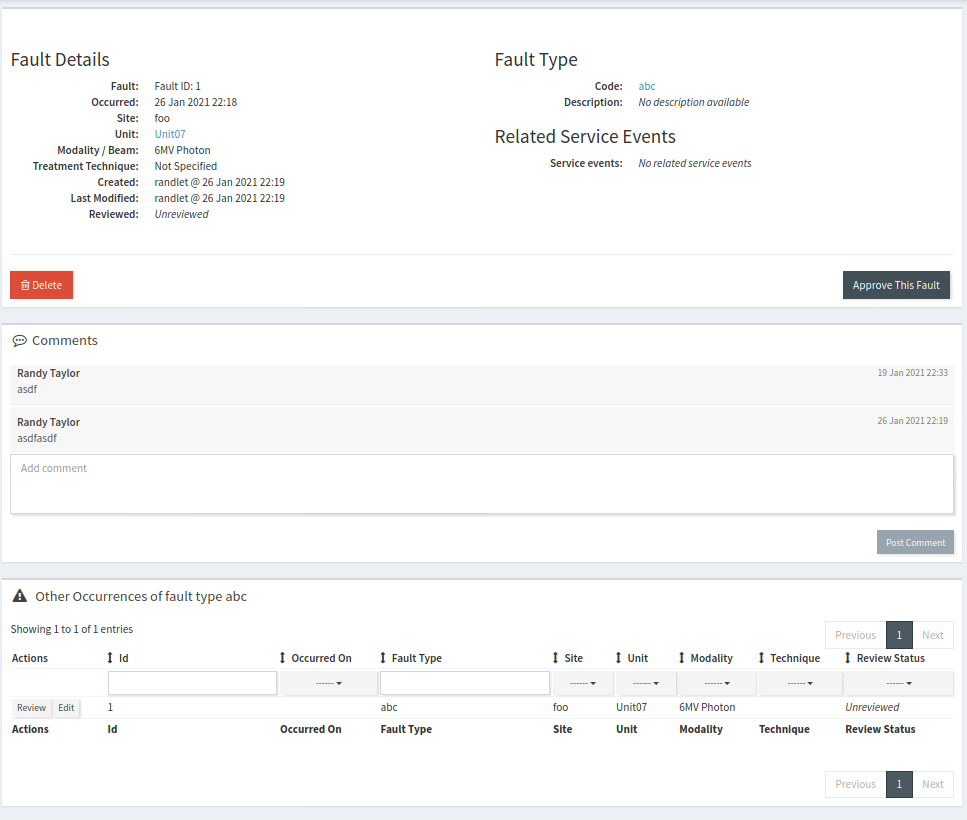 Fault Details
Fault: Fault ID: 1
Occurred: 26 Jan 2021 22:18
Site: foo
Unit: Unit07
Modality / Beam: 6MV Photon
Treatment Technique: Not Specified
Created: randlet @ 26 Jan 2021 22:19
Last Modified: randlet @ 26 Jan 2021 22:19
Reviewed: Unreviewed
Fault Type
Code: abc
Description: No description available
Related Service Events
Service events: No related service events
Delete
Approve This Fault
Comments
Randy Taylor 19 Jan 2021 22:33
asdf
Randy Taylor 26 Jan 2021 22:19
asdfasdf
Add comment
Post Comment
Other Occurrences of fault type abc
Showing 1 to 1 of 1 entries
Previous 1 Next
Actions Id Occurred On Fault Type Site Unit Modality Technique Review Status
------ ------ ------ ------ ------ ------
Review Edit 1 abc foo Unit07 6MV Photon Unreviewed
Actions Id Occurred On Fault Type Site Unit Modality Technique Review Status
Previous 1 Next